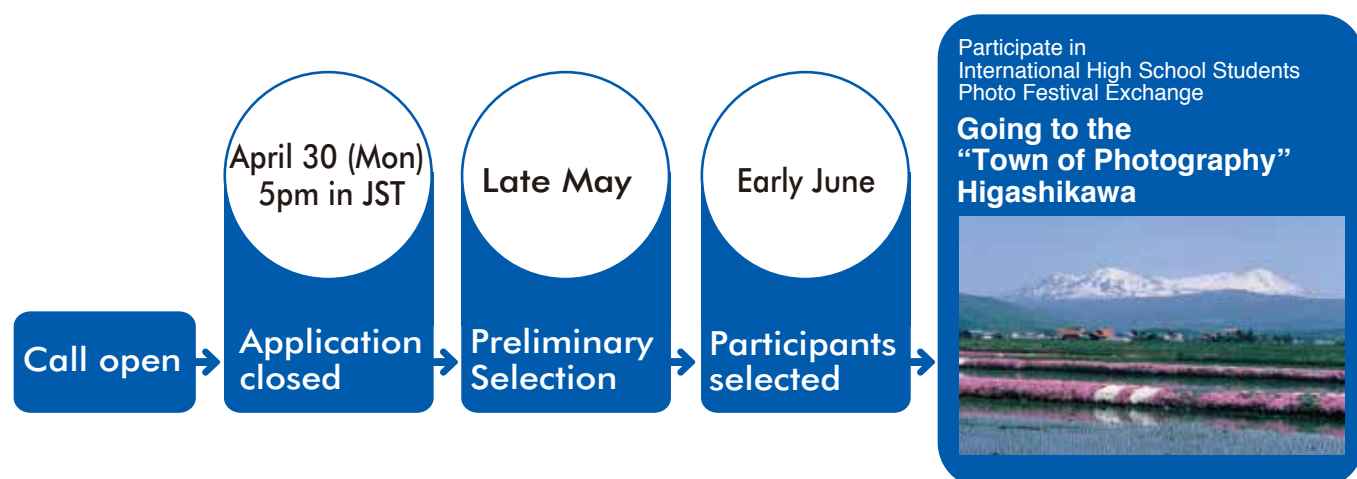 Call open
April 30 (Mon)
5pm in JST
Application
closed
Late May
Preliminary
Selection
Early June
Participants
selected
Participate in
International High School Students
Photo Festival Exchange
Going to the
“Town of Photography”
Higashikawa